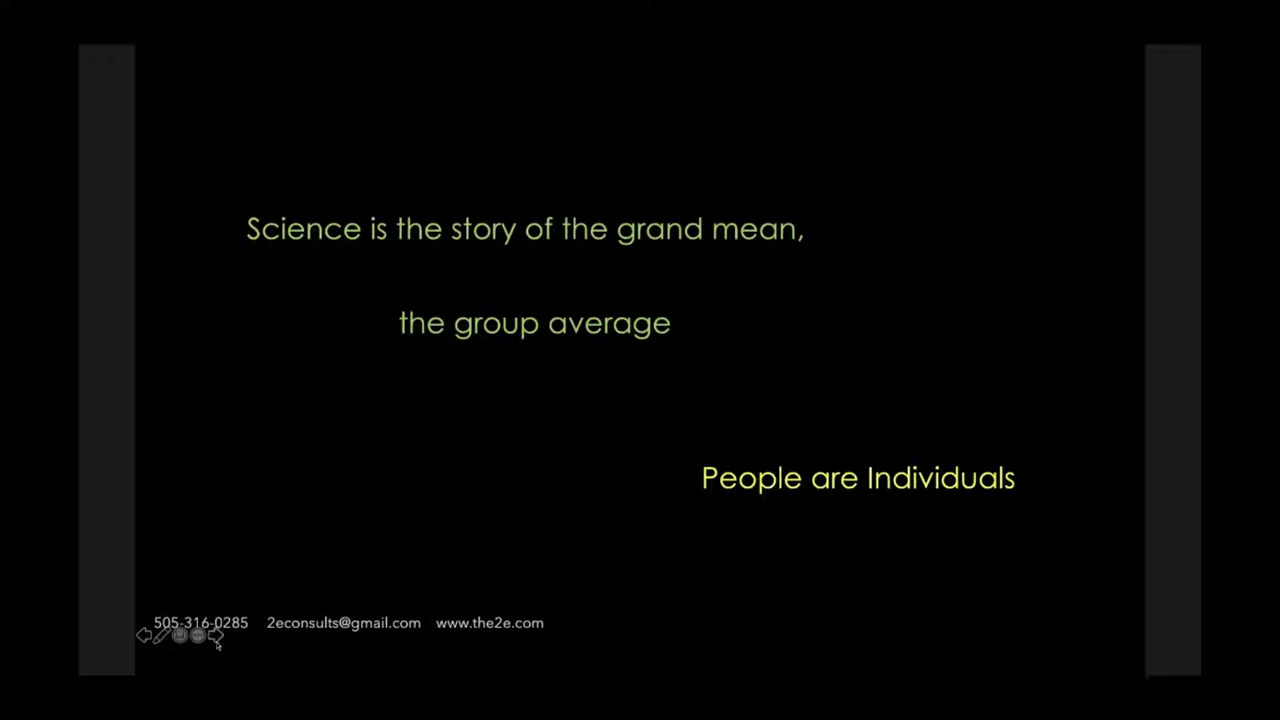 Science is the story of the grand mean,
the group average
People are Individuals
505-316-0285 2econsults@gmail.com www.the2e.com